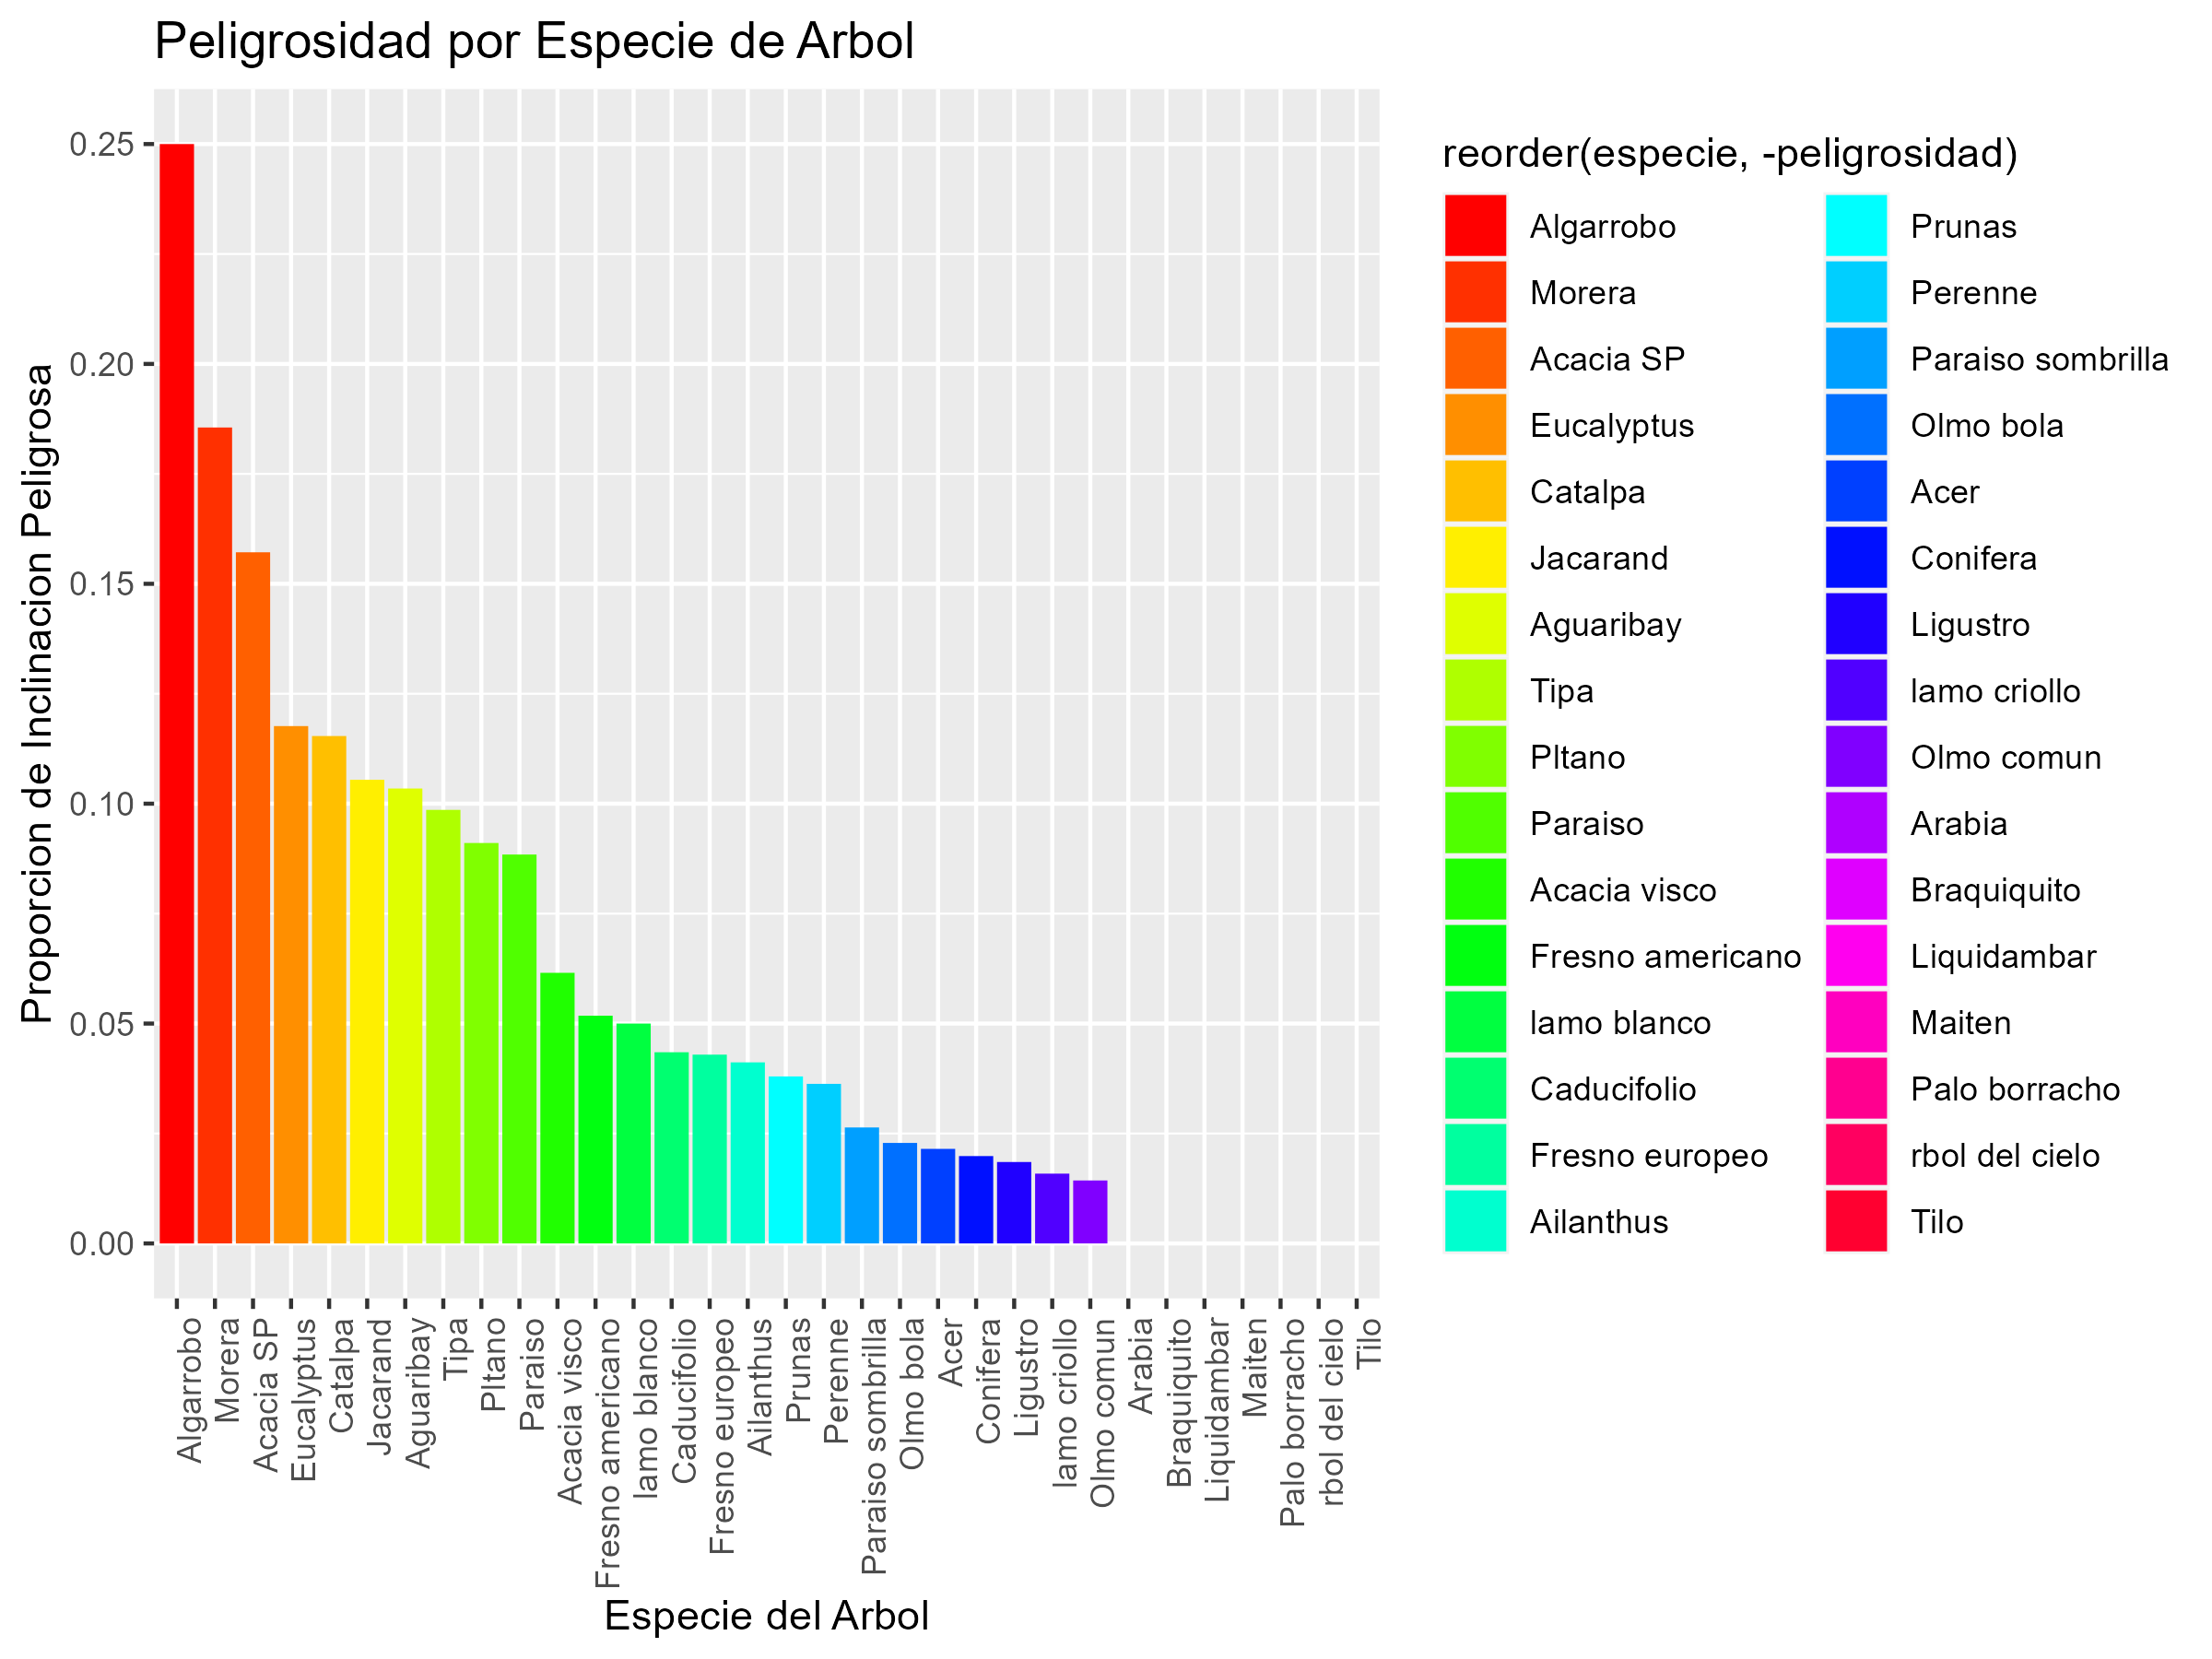 Peligrosidad por Especie de Arbol
Proporcion de Inclinacion Peligrosa
0.25
0.20
0.15
0.10
0.05
0.00
Algarrobo
Morera
Acacia SP
Eucalyptus
Catalpa
Jacarand
Aguaribay
Tipa
Pltano
Paraiso
Acacia visco
Fresno americano
lamo blanco
Caducifolio
Fresno europeo
Ailanthus
Prunas
Perenne
Paraiso sombrilla
Olmo bola
Acer
Conifera
Ligustro
lamo criollo
Olmo comun
Arabia
Braquiquito
Liquidambar
Maiten
Palo borracho
rbol del cielo
Tilo
Especie del Arbol
reorder(especie, -peligrosidad)
Algarrobo
Morera
Acacia SP
Eucalyptus
Catalpa
Jacarand
Aguaribay
Tipa
Pltano
Paraiso
Acacia visco
Fresno americano
lamo blanco
Caducifolio
Fresno europeo
Ailanthus
Prunas
Perenne
Paraiso sombrilla
Olmo bola
Acer
Conifera
Ligustro
lamo criollo
Olmo comun
Arabia
Braquiquito
Liquidambar
Maiten
Palo borracho
rbol del cielo
Tilo